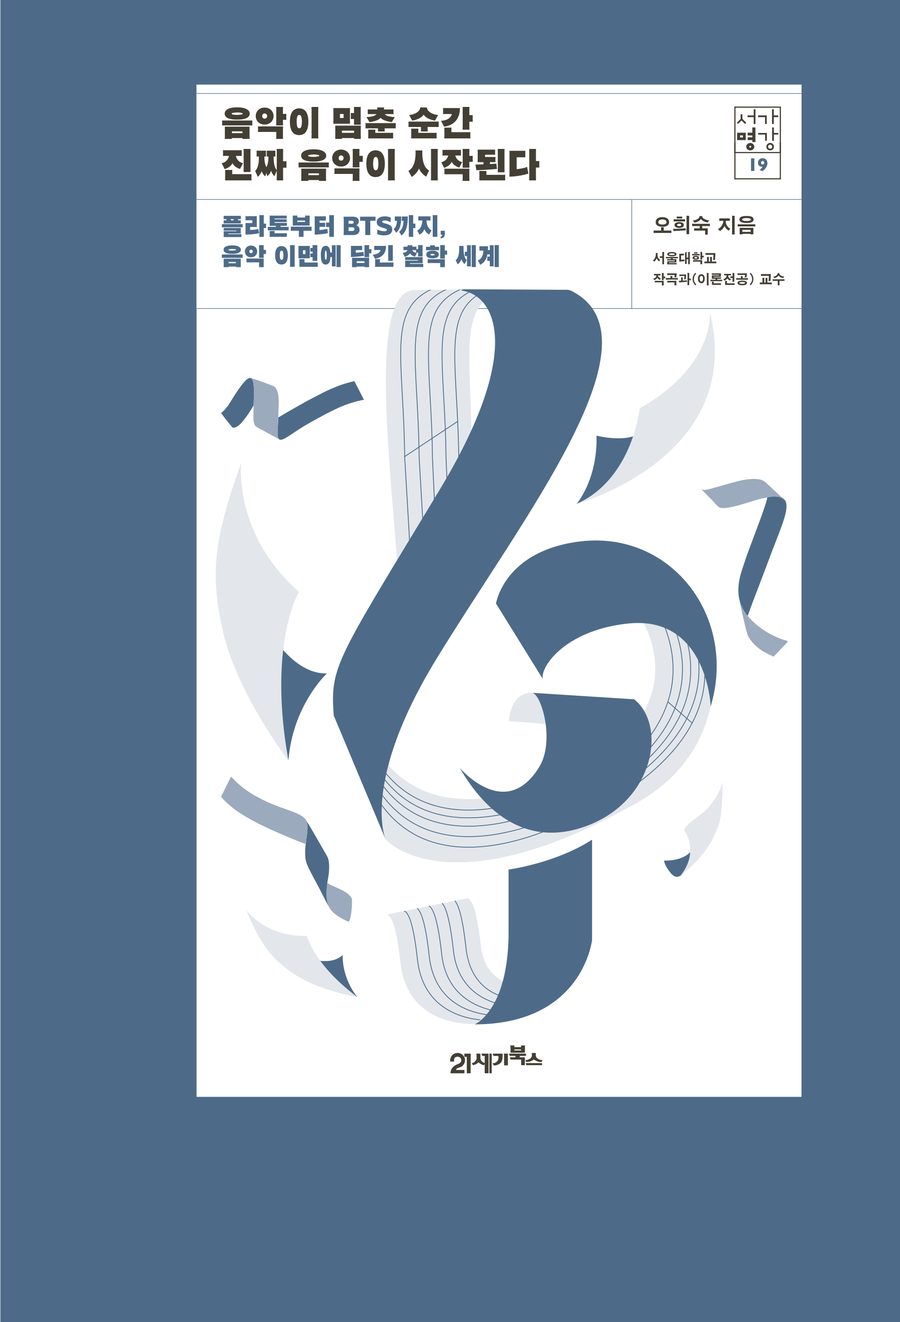 음악이 멈춘 순간
진짜 음악이 시작된다
서가
명강
19
플라톤부터 BTS까지,
음악 이면에 담긴 철학 세계
오희숙 지음
서울대학교
작곡과(이론전공) 교수
21세기북스